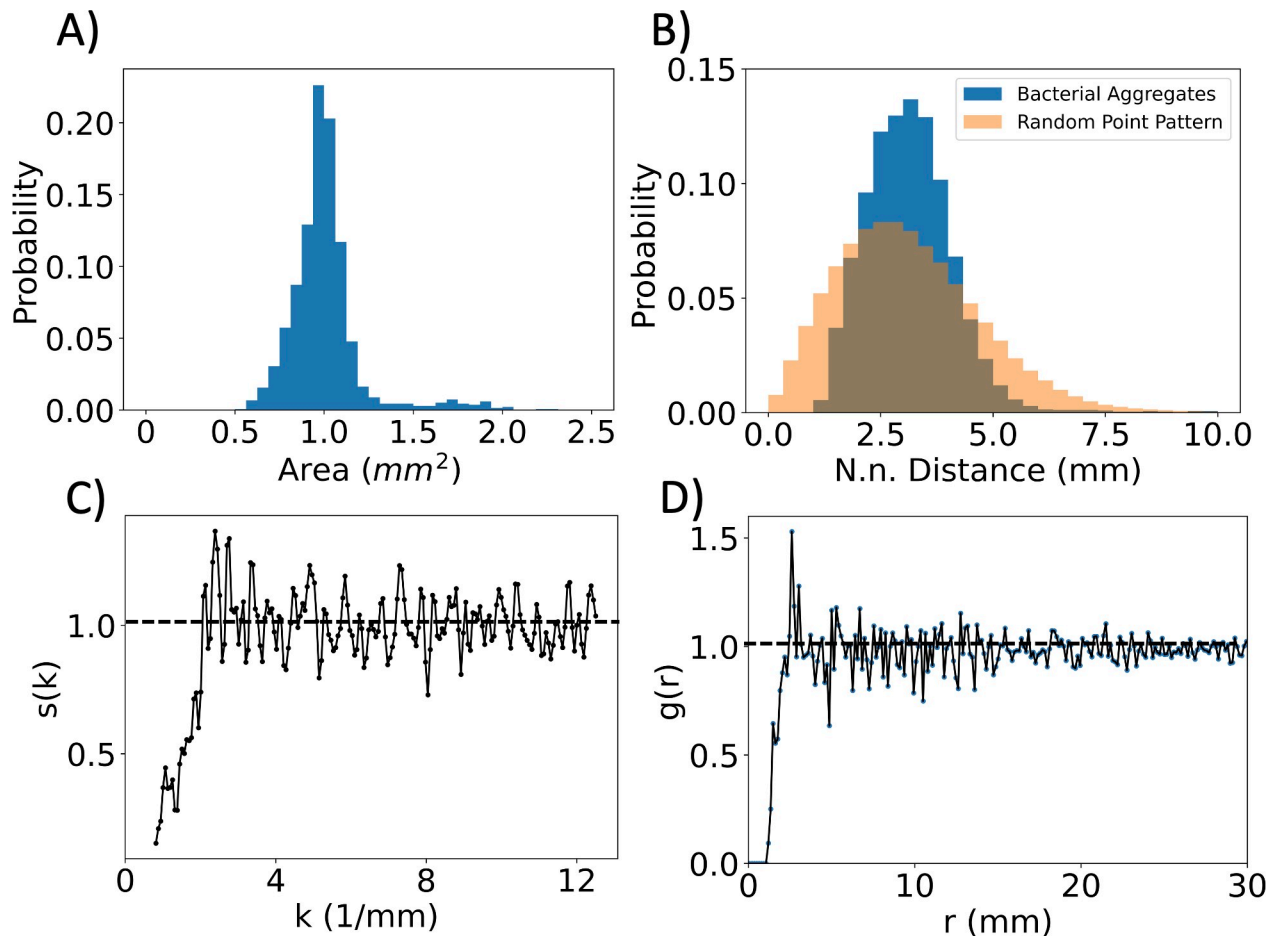 A)
0.20
0.15
0.10
0.05
0.00
Probability
0 0.5 1.0 1.5 2.0 2.5
Area (mm²)
B)
0.15
0.10
0.05
0.00
Probability
Bacterial Aggregates
Random Point Pattern
0.0 2.5 5.0 7.5 10.0
N.n. Distance (mm)
C)
1.0
0.5
s(k)
0 4 8 12
k (1/mm)
D)
1.5
1.0
0.5
0.0
g(r)
0 10 20 30
r (mm)